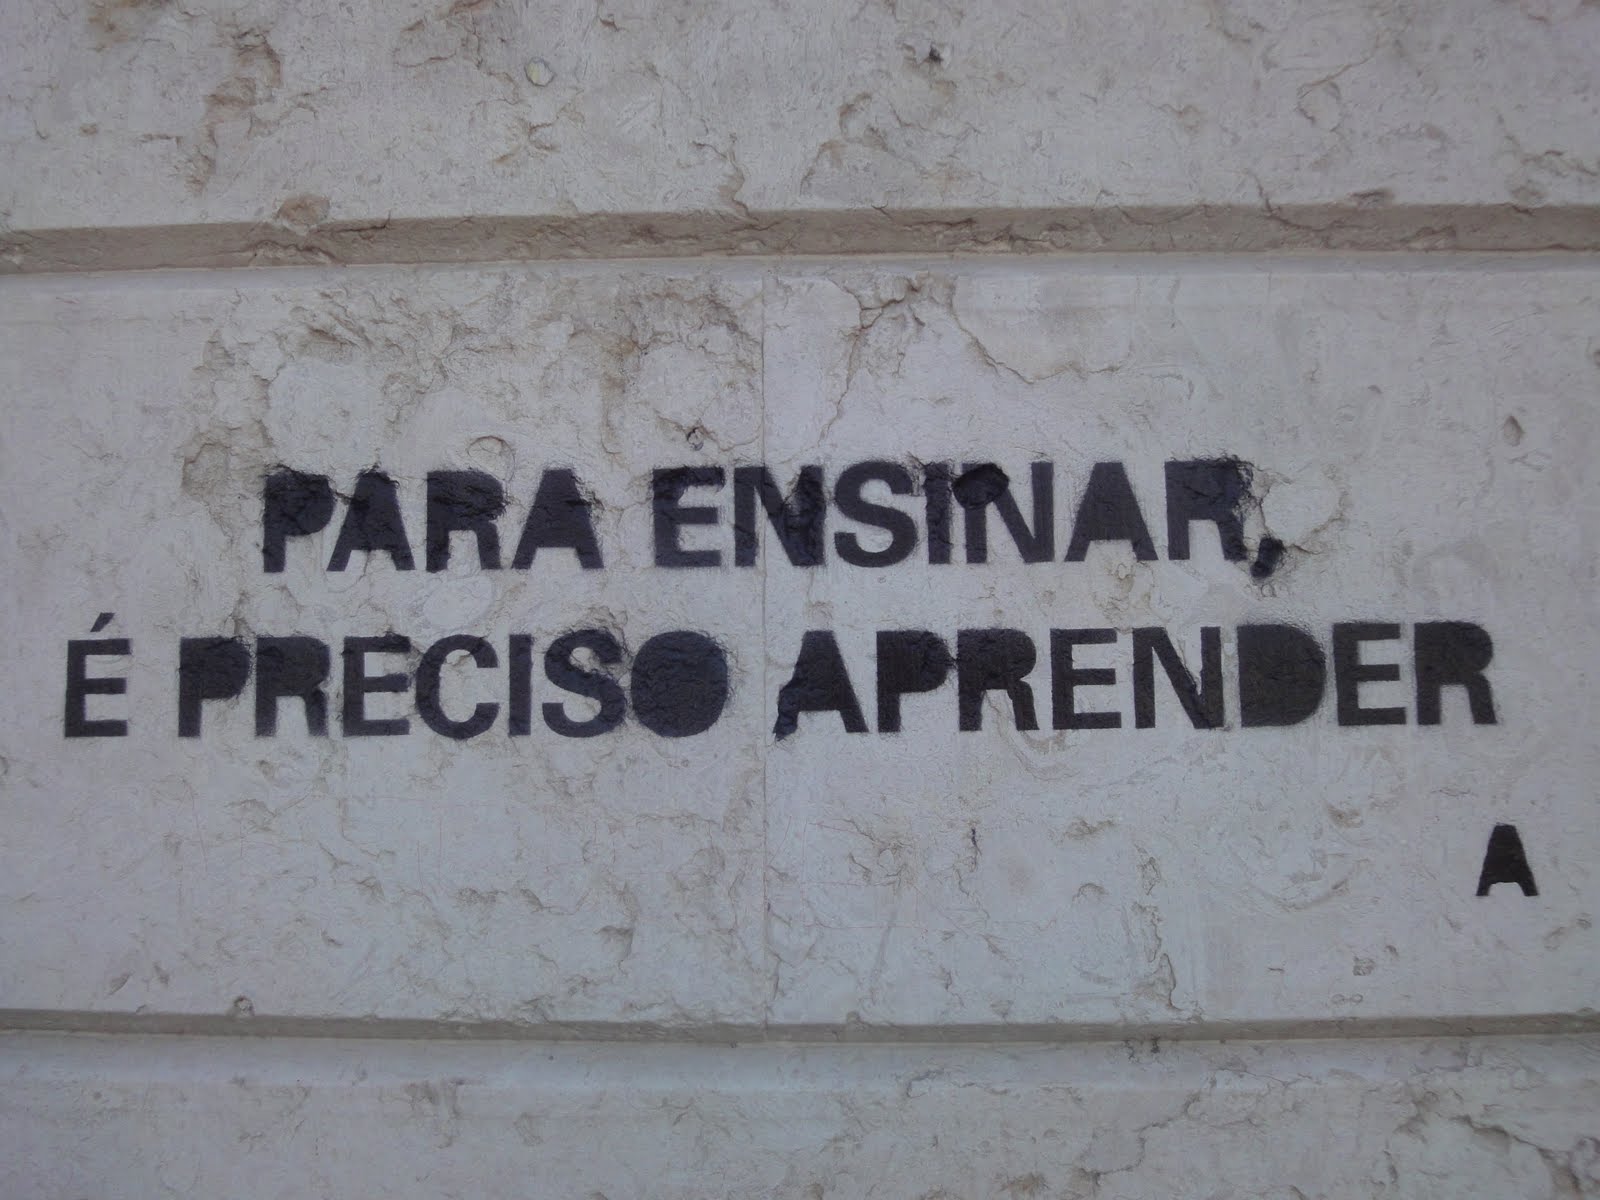 PARA ENSINAR,
É PRECISO APRENDER
A